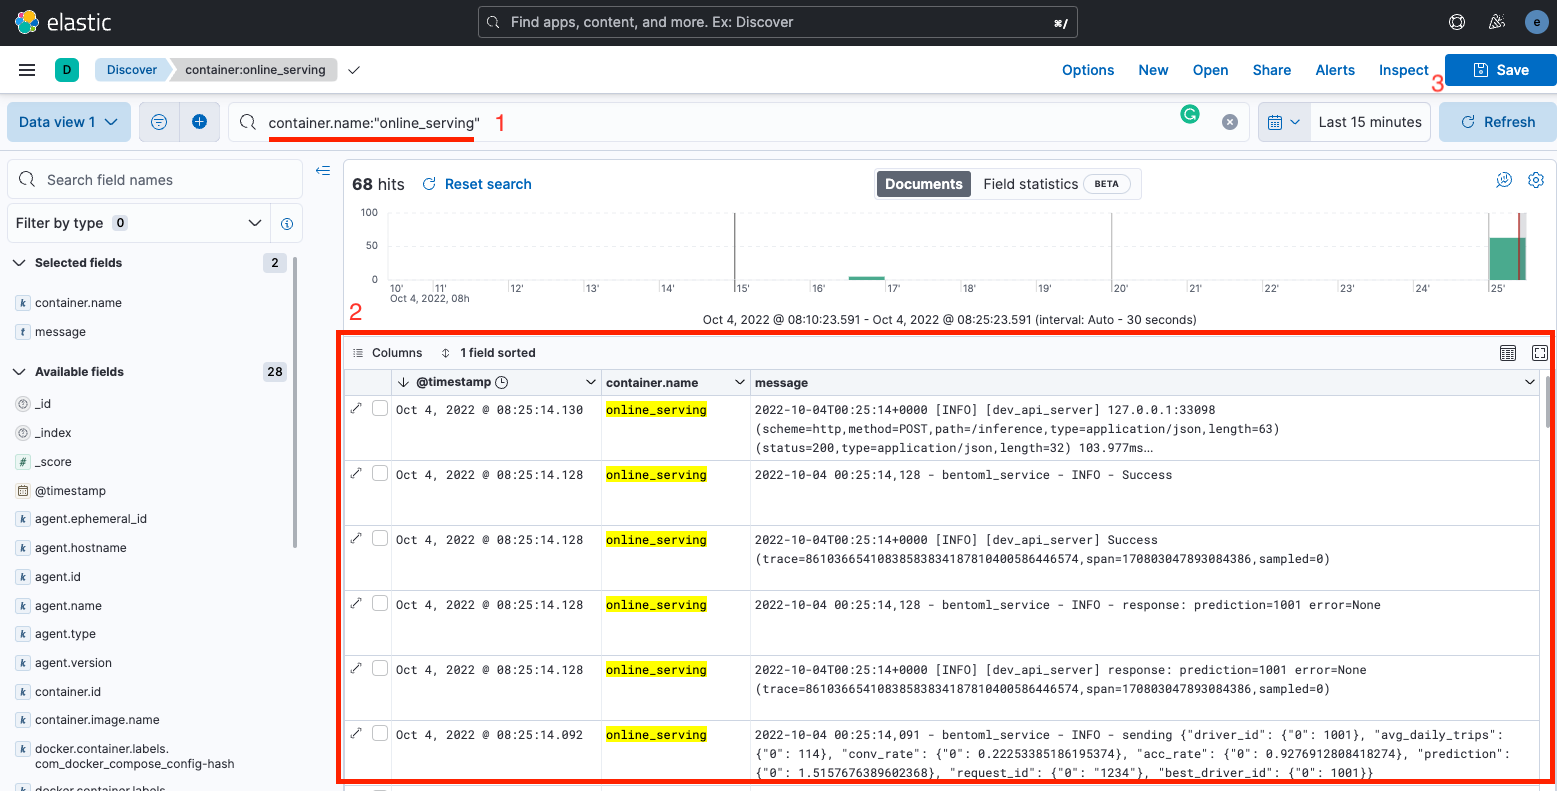 elastic
Find apps, content, and more. Ex: Discover
⌘/
e
D
Discover
container:online_serving
Options
New
Open
Share
Alerts
Inspect
3
Save
Data view 1
container.name:"online_serving"
1
Last 15 minutes
Refresh
Search field names
Filter by type 0
Selected fields
2
container.name
message
Available fields
28
_id
_index
_score
@timestamp
agent.ephemeral_id
agent.hostname
agent.id
agent.name
agent.type
agent.version
container.id
container.image.name
docker.container.labels.
com_docker_compose_config-hash
docker.container.labels.
68 hits
Reset search
Documents
Field statistics
BETA
100
50
0
10'
11'
12'
13'
14'
15'
16'
17'
18'
19'
20'
21'
22'
23'
24'
25'
Oct 4, 2022, 08h
2
Oct 4, 2022 @ 08:10:23.591 - Oct 4, 2022 @ 08:25:23.591 (interval: Auto - 30 seconds)
Columns
1 field sorted
@timestamp
container.name
message
Oct 4, 2022 @ 08:25:14.130
online_serving
2022-10-04T00:25:14+0000 [INFO] [dev_api_server] 127.0.0.1:33098
(scheme=http,method=POST,path=/inference,type=application/json,length=63)
(status=200,type=application/json,length=32) 103.977ms…
Oct 4, 2022 @ 08:25:14.128
online_serving
2022-10-04 00:25:14,128 - bentoml_service - INFO - Success
Oct 4, 2022 @ 08:25:14.128
online_serving
2022-10-04T00:25:14+0000 [INFO] [dev_api_server] Success
(trace=86103665410838583834187810400586446574,span=170803047893084386,sampled=0)
Oct 4, 2022 @ 08:25:14.128
online_serving
2022-10-04 00:25:14,128 - bentoml_service - INFO - response: prediction=1001 error=None
Oct 4, 2022 @ 08:25:14.128
online_serving
2022-10-04T00:25:14+0000 [INFO] [dev_api_server] response: prediction=1001 error=None
(trace=86103665410838583834187810400586446574,span=170803047893084386,sampled=0)
Oct 4, 2022 @ 08:25:14.092
online_serving
2022-10-04 00:25:14,091 - bentoml_service - INFO - sending {"driver_id": {"0": 1001}, "avg_daily_trips":
{"0": 114}, "conv_rate": {"0": 0.22253385186195374}, "acc_rate": {"0": 0.9276912808418274}, "prediction":
{"0": 1.5157676389602368}, "request_id": {"0": "1234"}, "best_driver_id": {"0": 1001}}